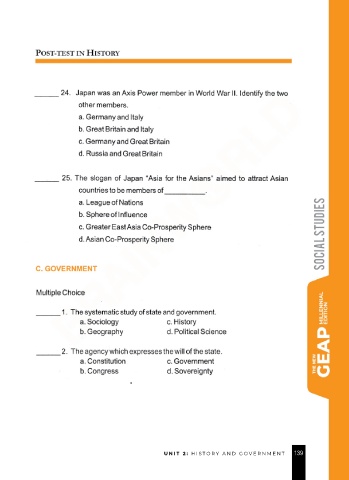 POST-TEST IN HISTORY
______ 24. Japan was an Axis Power member in World War II. Identify the two
other members.
a. Germany and Italy
b. Great Britain and Italy
c. Germany and Great Britain
d. Russia and Great Britain
______ 25. The slogan of Japan "Asia for the Asians" aimed to attract Asian
countries to be members of __________.
a. League of Nations
b. Sphere of Influence
c. Greater East Asia Co-Prosperity Sphere
d. Asian Co-Prosperity Sphere
C. GOVERNMENT
Multiple Choice
______1. The systematic study of state and government.
a. Sociology c. History
b. Geography d. Political Science
______2. The agency which expresses the will of the state.
a. Constitution c. Government
b. Congress d. Sovereignty
SOCIAL STUDIES
THE NEW
GEAP
MILLENNIAL
EDITION
UNIT 2: HISTORY AND GOVERNMENT 139